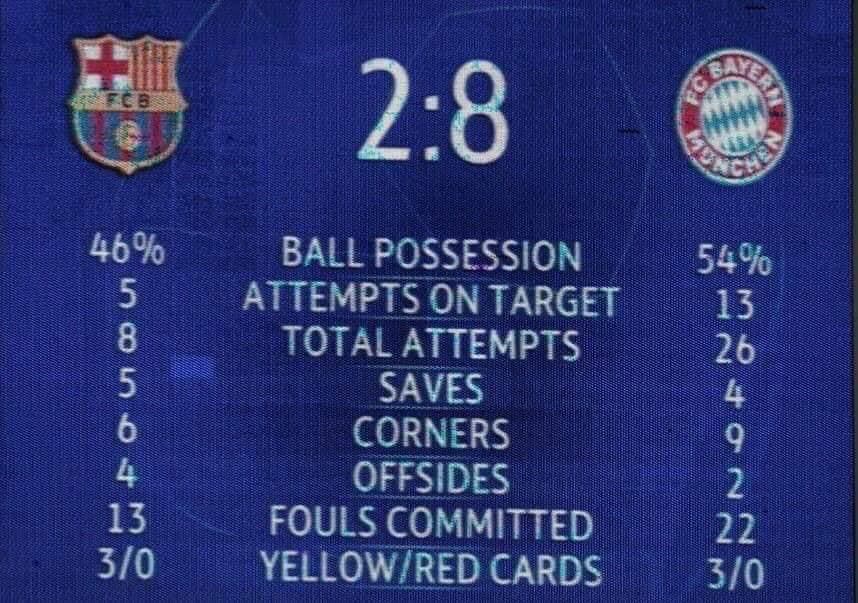 FCB
2:8
FC BAYERN
MÜNCHEN
46% BALL POSSESSION 54%
5 ATTEMPTS ON TARGET 13
8 TOTAL ATTEMPTS 26
5 SAVES 4
6 CORNERS 9
4 OFFSIDES 2
13 FOULS COMMITTED 22
3/0 YELLOW/RED CARDS 3/0